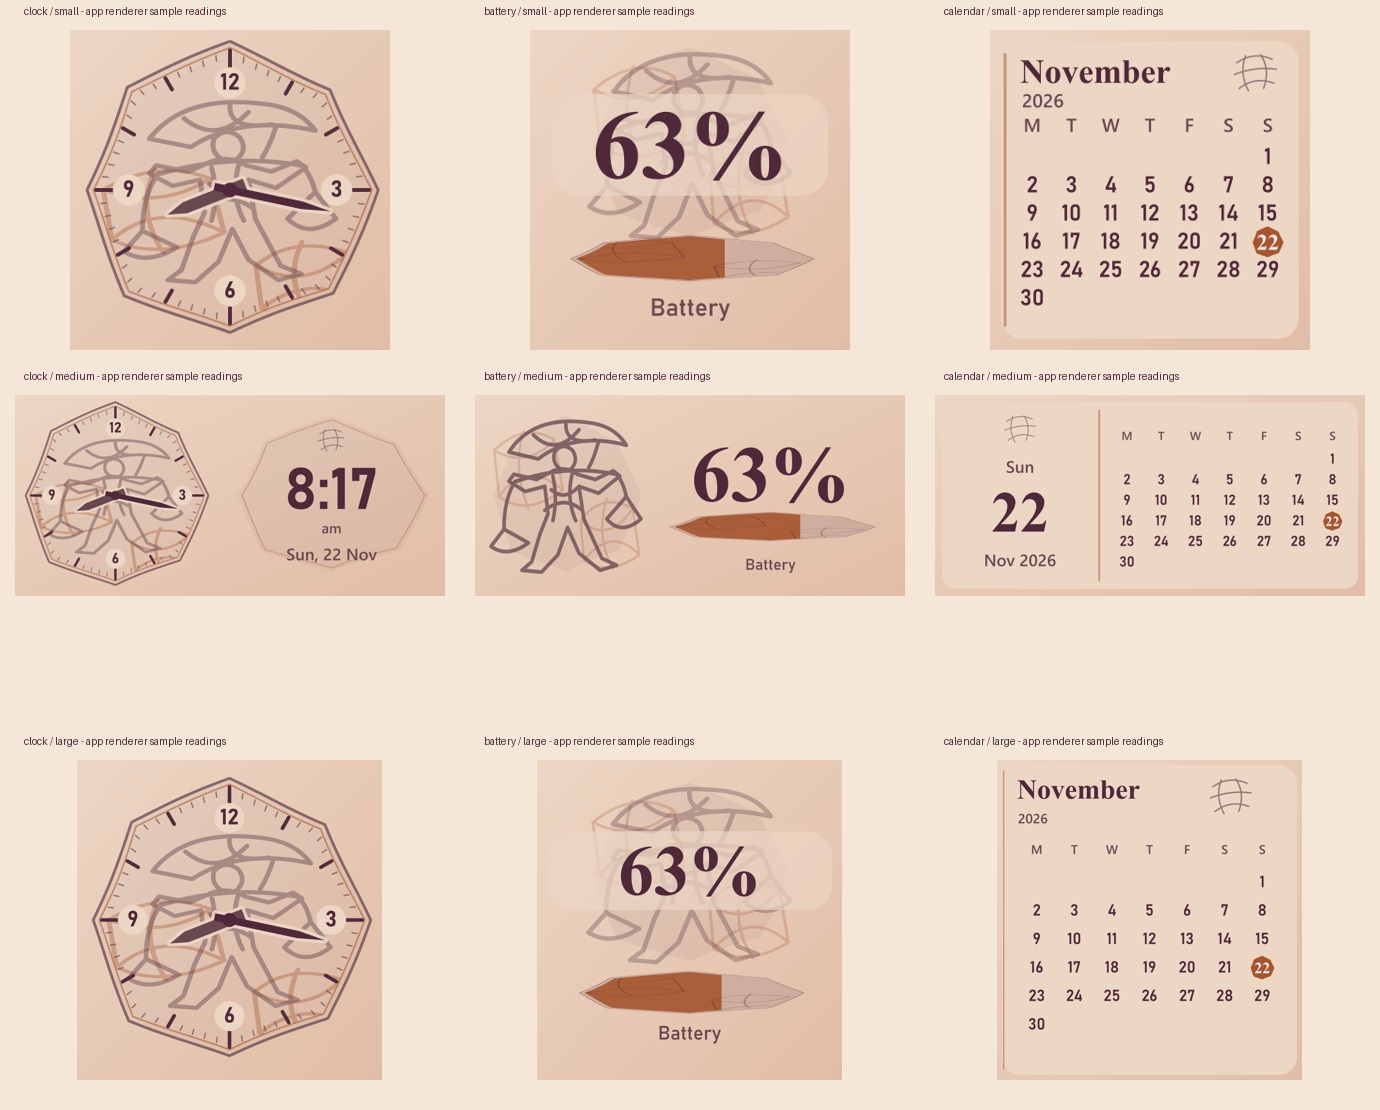 clock / small - app renderer sample readings
12
9 3
6
battery / small - app renderer sample readings
63%
Battery
calendar / small - app renderer sample readings
November
2026
M T W T F S S
1
2 3 4 5 6 7 8
9 10 11 12 13 14 15
16 17 18 19 20 21 22
23 24 25 26 27 28 29
30
clock / medium - app renderer sample readings
12
9 3
6
8:17
am
Sun, 22 Nov
battery / medium - app renderer sample readings
63%
Battery
calendar / medium - app renderer sample readings
Sun
22
Nov 2026
M T W T F S S
1
2 3 4 5 6 7 8
9 10 11 12 13 14 15
16 17 18 19 20 21 22
23 24 25 26 27 28 29
30
clock / large - app renderer sample readings
12
9 3
6
battery / large - app renderer sample readings
63%
Battery
calendar / large - app renderer sample readings
November
2026
M T W T F S S
1
2 3 4 5 6 7 8
9 10 11 12 13 14 15
16 17 18 19 20 21 22
23 24 25 26 27 28 29
30